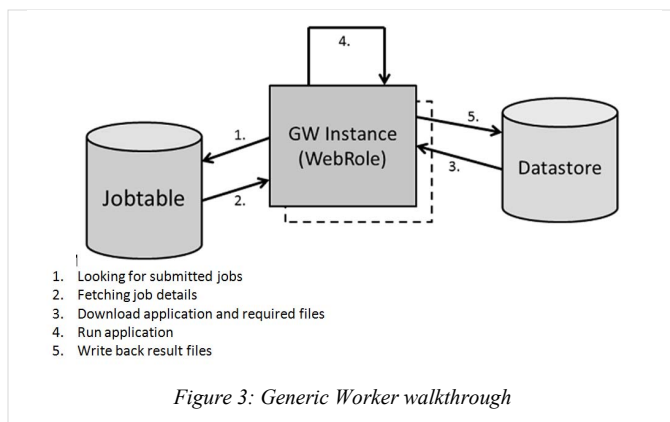 4.
GW Instance
(WebRole)
1.
2.
5.
3.
Jobtable
Datastore
1. Looking for submitted jobs
2. Fetching job details
3. Download application and required files
4. Run application
5. Write back result files
Figure 3: Generic Worker walkthrough